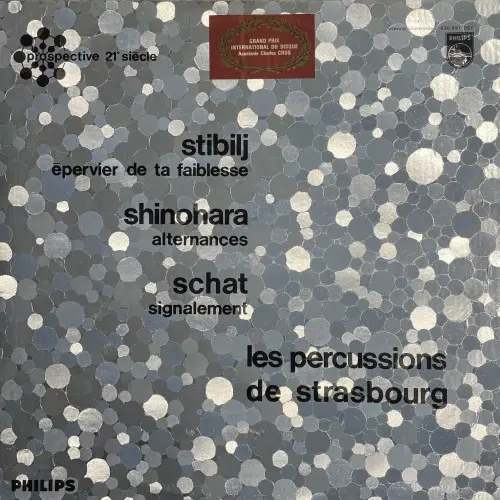 prospective 21e siècle
GRAND PRIX
INTERNATIONAL DU DISQUE
Académie Charles CROS
PHILIPS
stibilj
épervier de ta faiblesse
shinohara
alternances
schat
signalement
les percussions
de strasbourg
PHILIPS